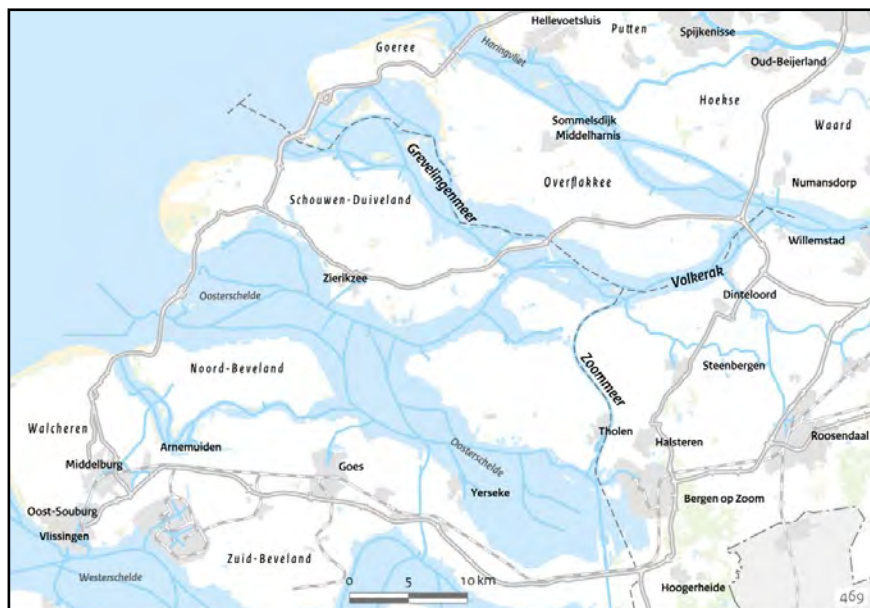 Hellevoetsluis
Putten
Spijkenisse
Goeree
Haringvliet
Oud-Beijerland
Hoekse
Waard
Sommelsdijk
Middelharnis
Grevelingenmeer
Overflakkee
Numansdorp
Schouwen-Duiveland
Willemstad
Volkerak
Zierikzee
Dinteloord
Oosterschelde
Noord-Beveland
Zoommeer
Steenbergen
Walcheren
Tholen
Halsteren
Roosendaal
Arnemuiden
Oosterschelde
Middelburg
Goes
Yerseke
Bergen op Zoom
Oost-Souburg
Vlissingen
Zuid-Beveland
Westerschelde
0 5 10 km
Hoogerheide
469